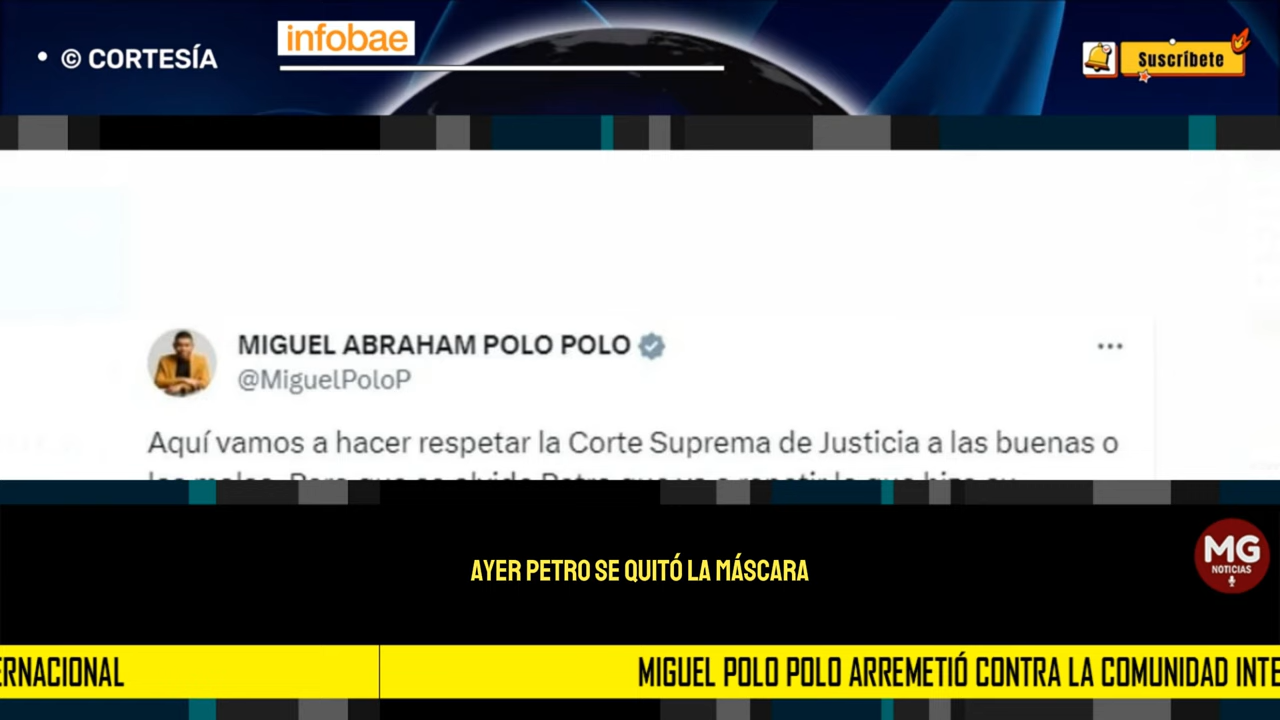 • © CORTESÍA
infobae
Suscríbete
MIGUEL ABRAHAM POLO POLO
@MiguelPoloP
Aquí vamos a hacer respetar la Corte Suprema de Justicia a las buenas o
AYER PETRO SE QUITÓ LA MÁSCARA
MG
NOTICIAS
ERNACIONAL
MIGUEL POLO POLO ARREMETIÓ CONTRA LA COMUNIDAD INTE